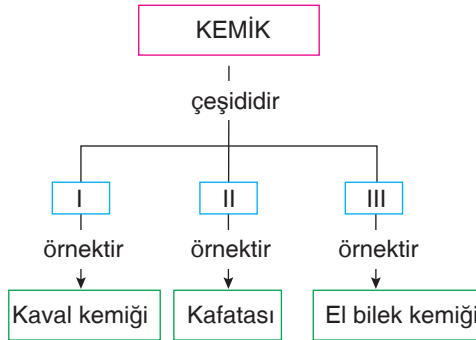 KEMİK
çeşididir
I
II
III
örnektir
örnektir
örnektir
Kaval kemiği
Kafatası
El bilek kemiği